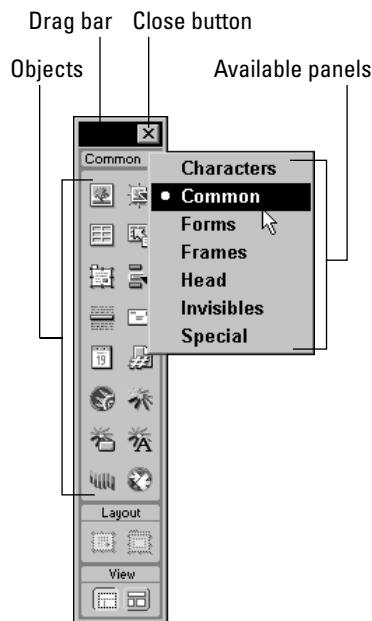 Drag bar Close button
Objects Available panels
Common
Characters
Common
Forms
Frames
Head
Invisibles
Special
19
A
Layout
View